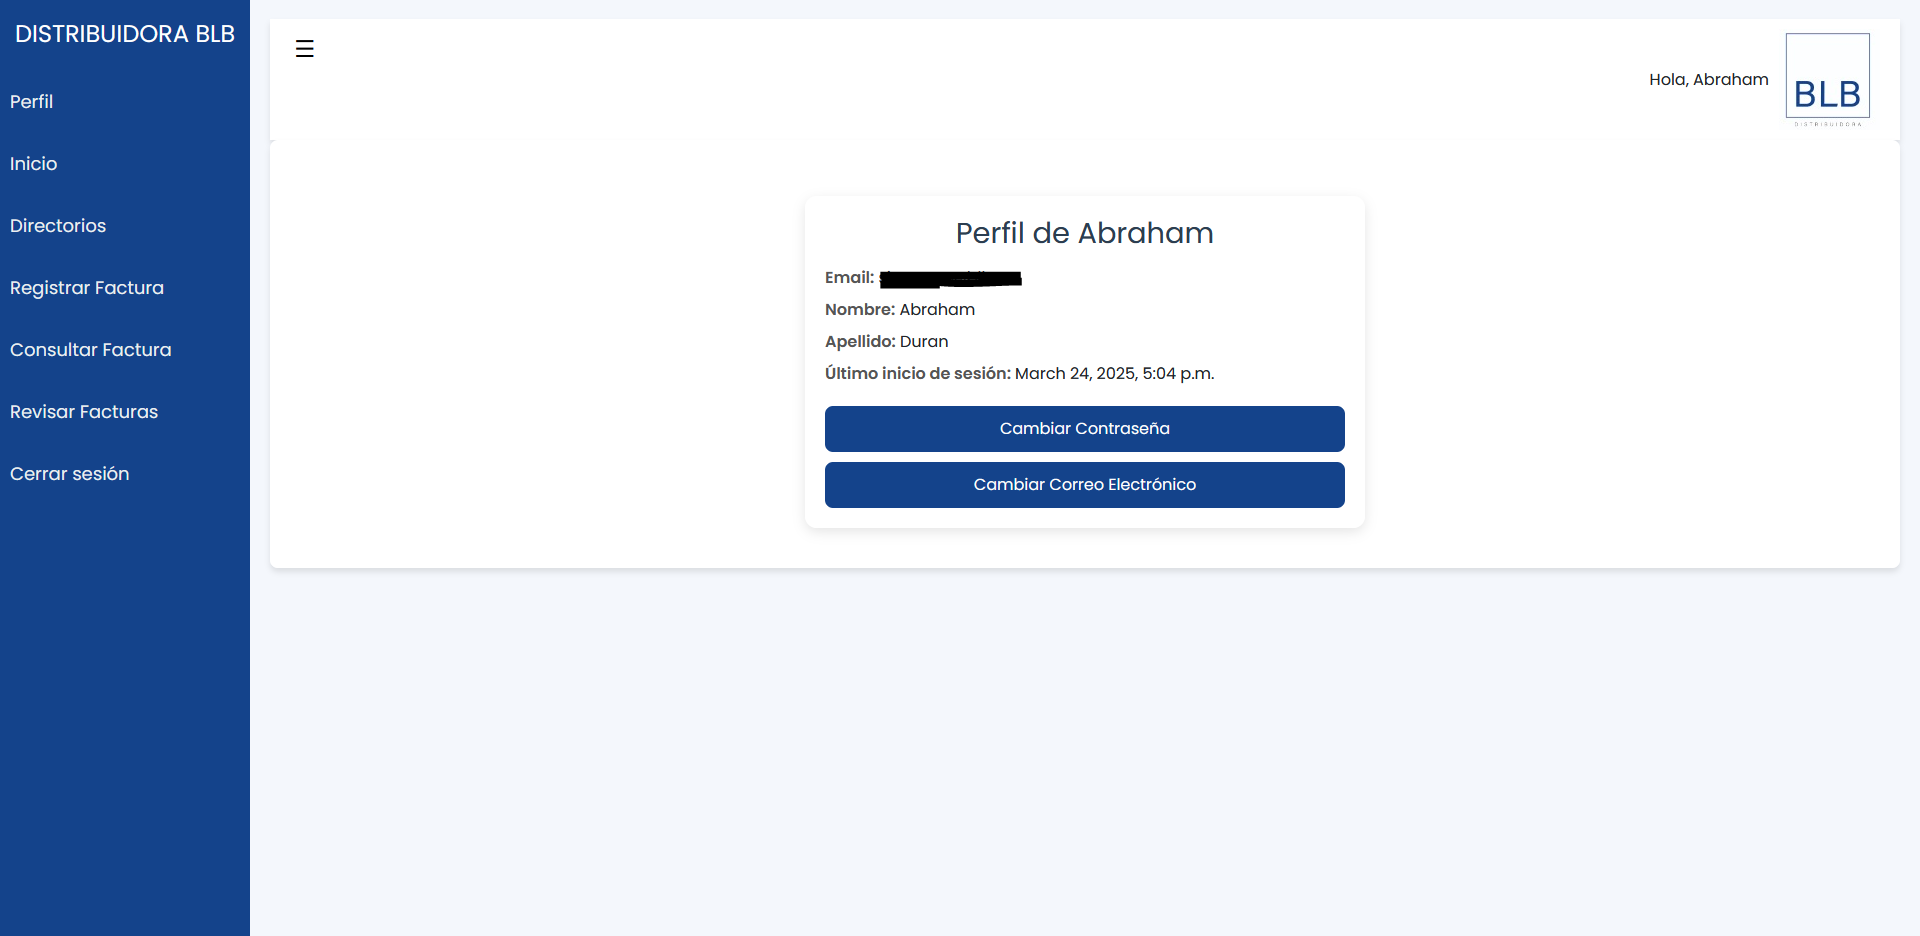 DISTRIBUIDORA BLB
Perfil
Inicio
Directorios
Registrar Factura
Consultar Factura
Revisar Facturas
Cerrar sesión
☰
Hola, Abraham
BLB
DISTRIBUIDORA
Perfil de Abraham
Email:
Nombre: Abraham
Apellido: Duran
Último inicio de sesión: March 24, 2025, 5:04 p.m.
Cambiar Contraseña
Cambiar Correo Electrónico